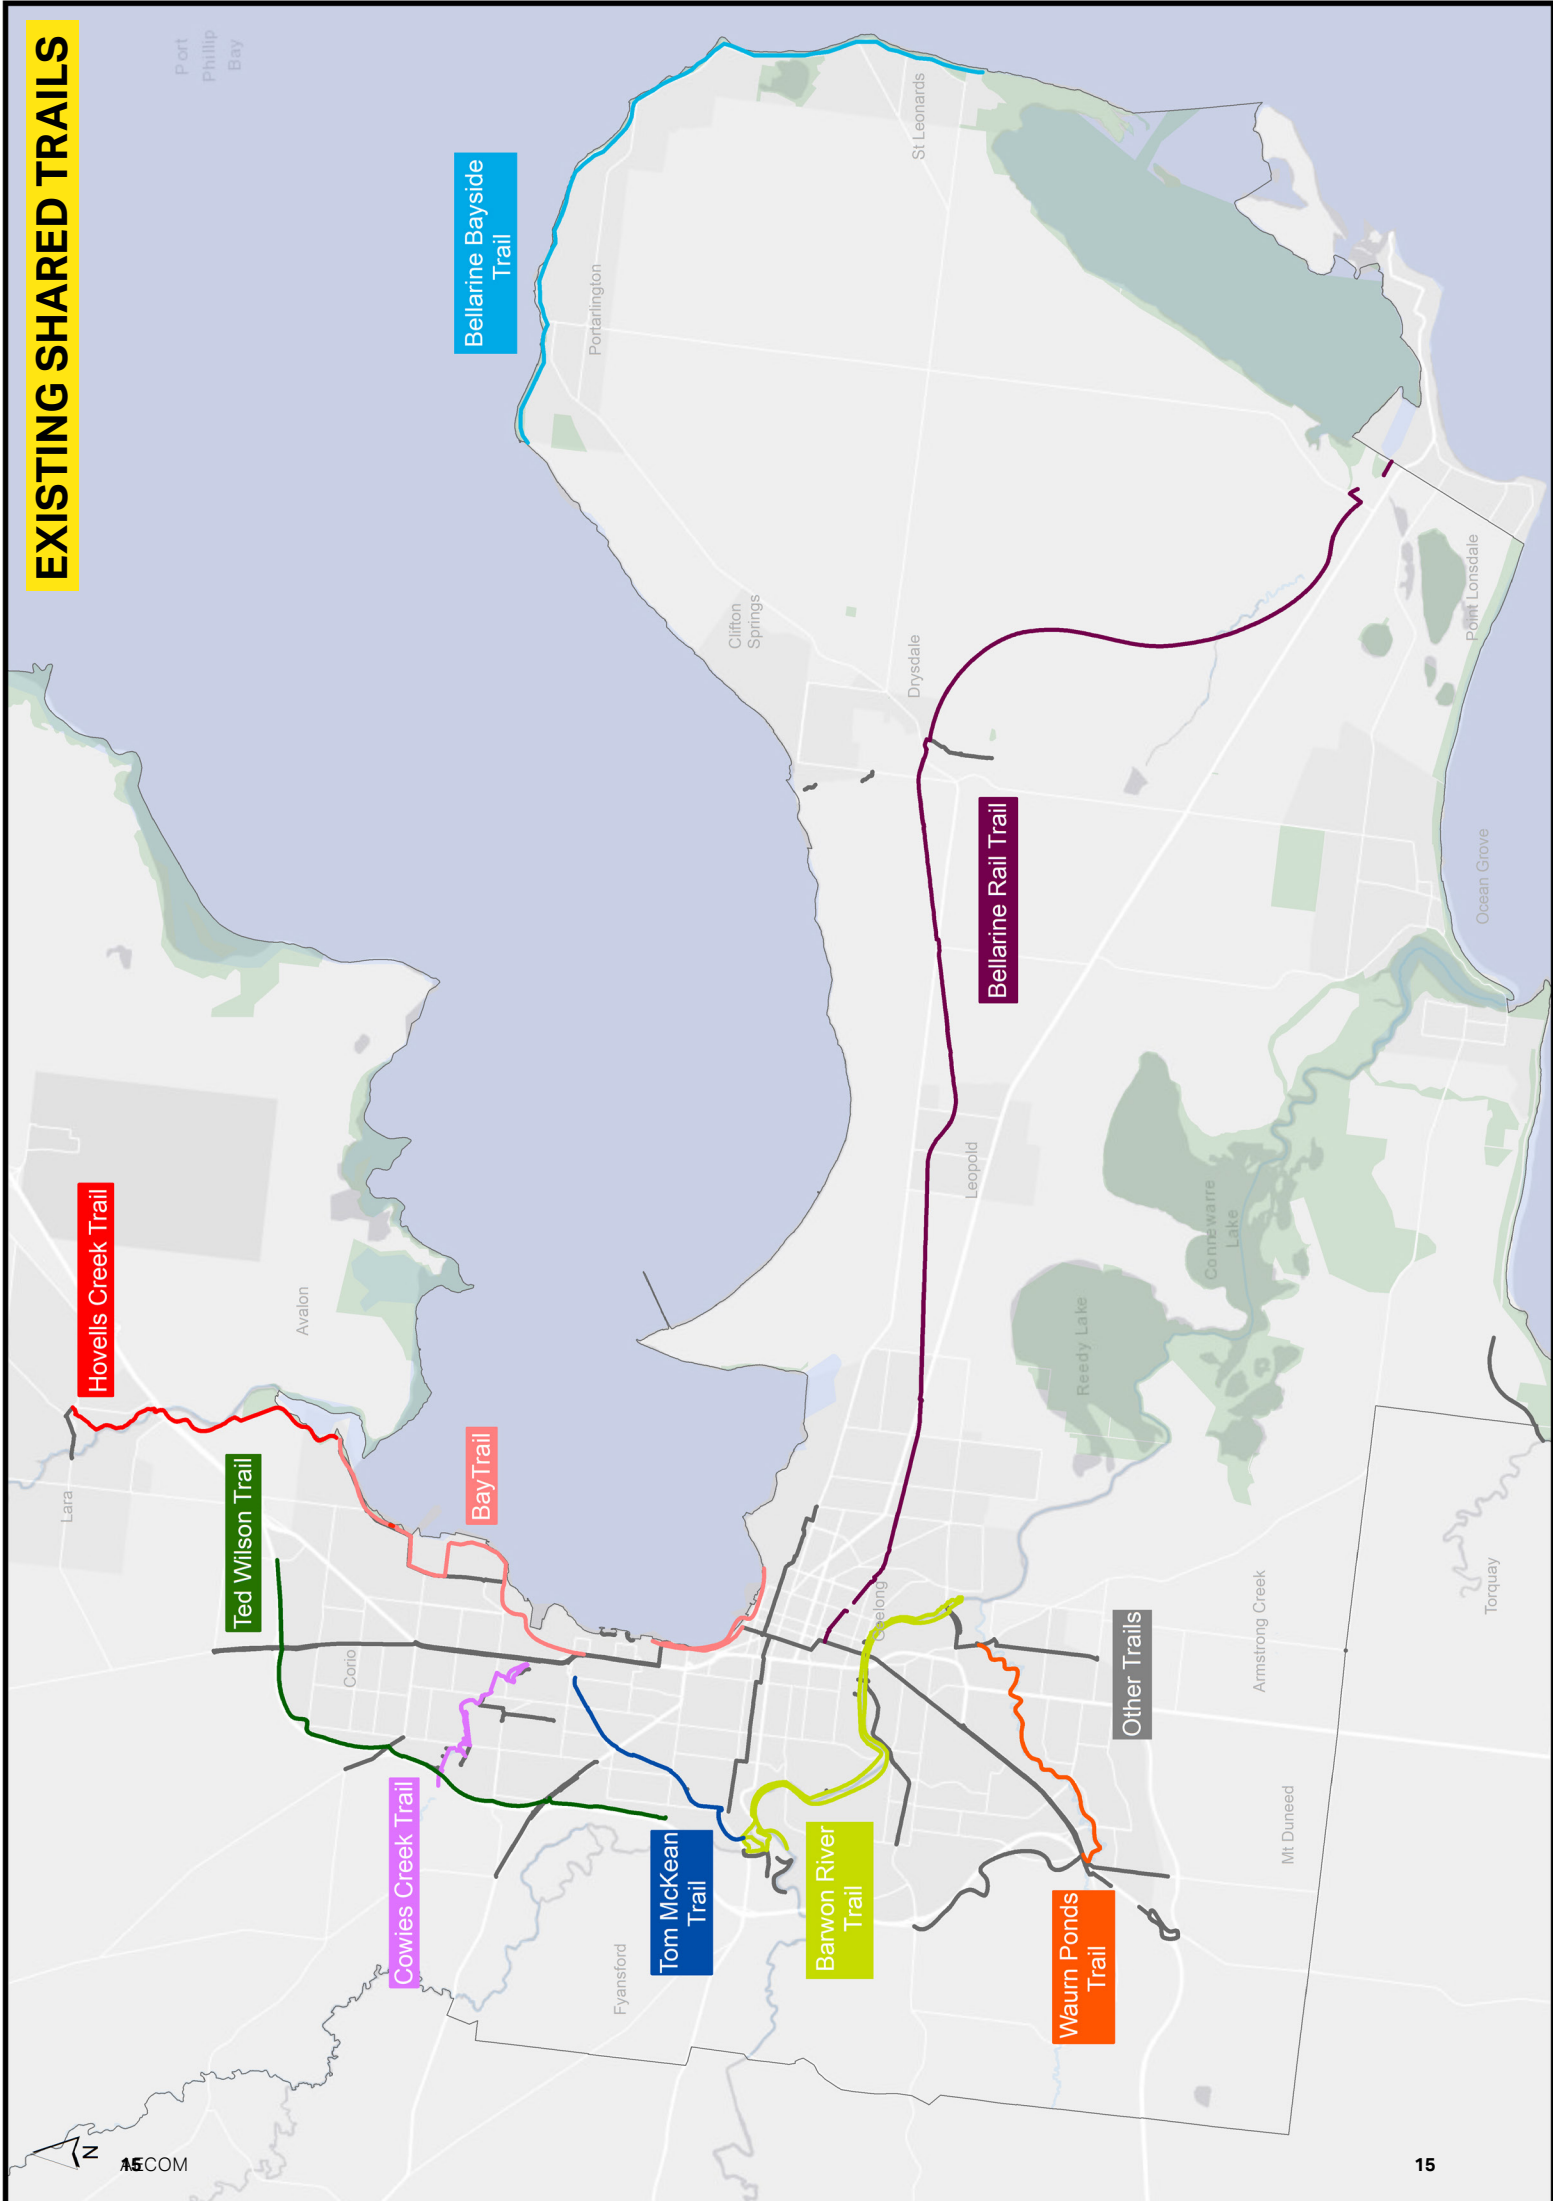 EXISTING SHARED TRAILS
Port
Phillip
Bay
Bellarine Bayside
Trail
St Leonards
Portarlington
Clifton
Springs
Drysdale
Point Lonsdale
Bellarine Rail Trail
Ocean Grove
Leopold
Connewarre
Lake
Reedy Lake
Hovells Creek Trail
Avalon
Lara
Ted Wilson Trail
BayTrail
Corio
Geelong
Other Trails
Armstrong Creek
Torquay
Cowies Creek Trail
Tom McKean
Trail
Barwon River
Trail
Waurn Ponds
Trail
Mt Duneed
Fyansford
N
15
AECOM
15